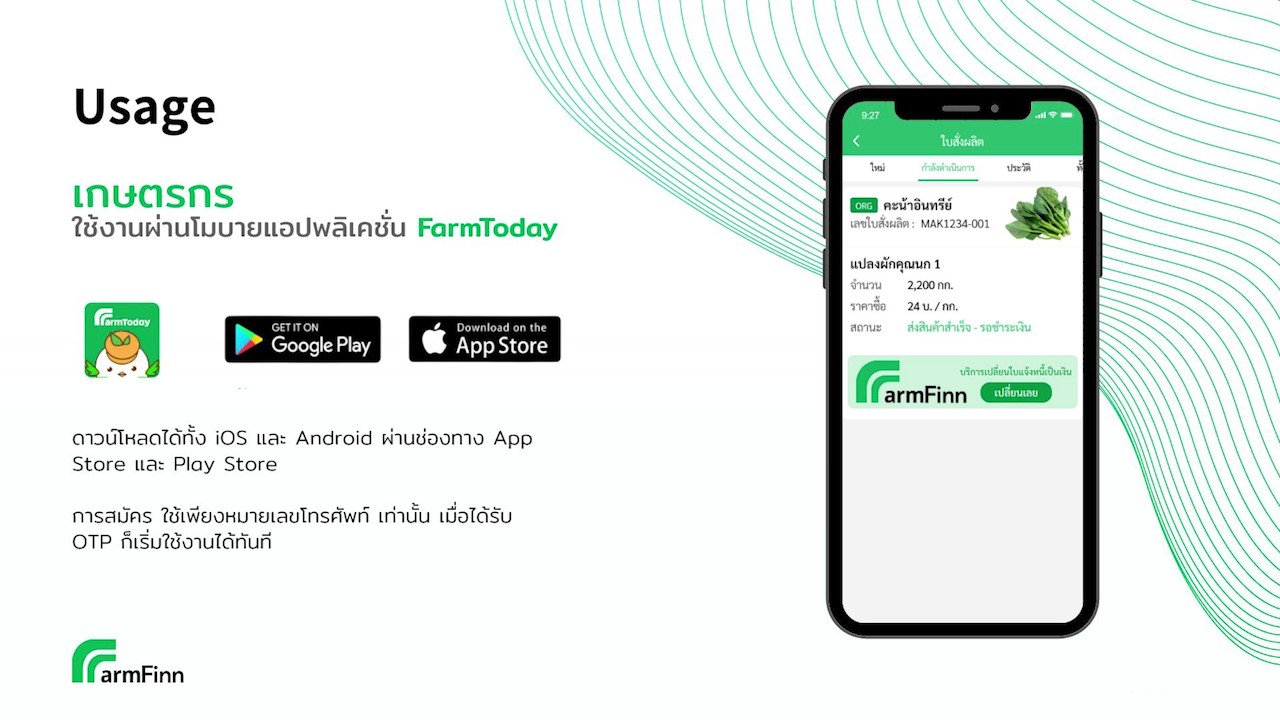 Usage
เกษตรกร
ใช้งานผ่านโมบายแอปพลิเคชั่น FarmToday
armToday
GET IT ON
Google Play
Download on the
App Store
ดาวน์โหลดได้ทั้ง iOS และ Android ผ่านช่องทาง App
Store และ Play Store
การสมัคร ใช้เพียงหมายเลขโทรศัพท์ เท่านั้น เมื่อได้รับ
OTP ก็เริ่มใช้งานได้ทันที
armFinn
9:27
ใบสั่งผลิต
ใหม่ กำลังดำเนินการ ประวัติ
ORG คะน้าอินทรีย์
เลขใบสั่งผลิต : MAK1234-001
แปลงผักคุณนก 1
จำนวน 2,200 กก.
ราคาซื้อ 24 บ. / กก.
สถานะ ส่งสินค้าสำเร็จ - รอชำระเงิน
บริการเปลี่ยนใบแจ้งหนี้เป็นเงิน
armFinn เปลี่ยนเลย